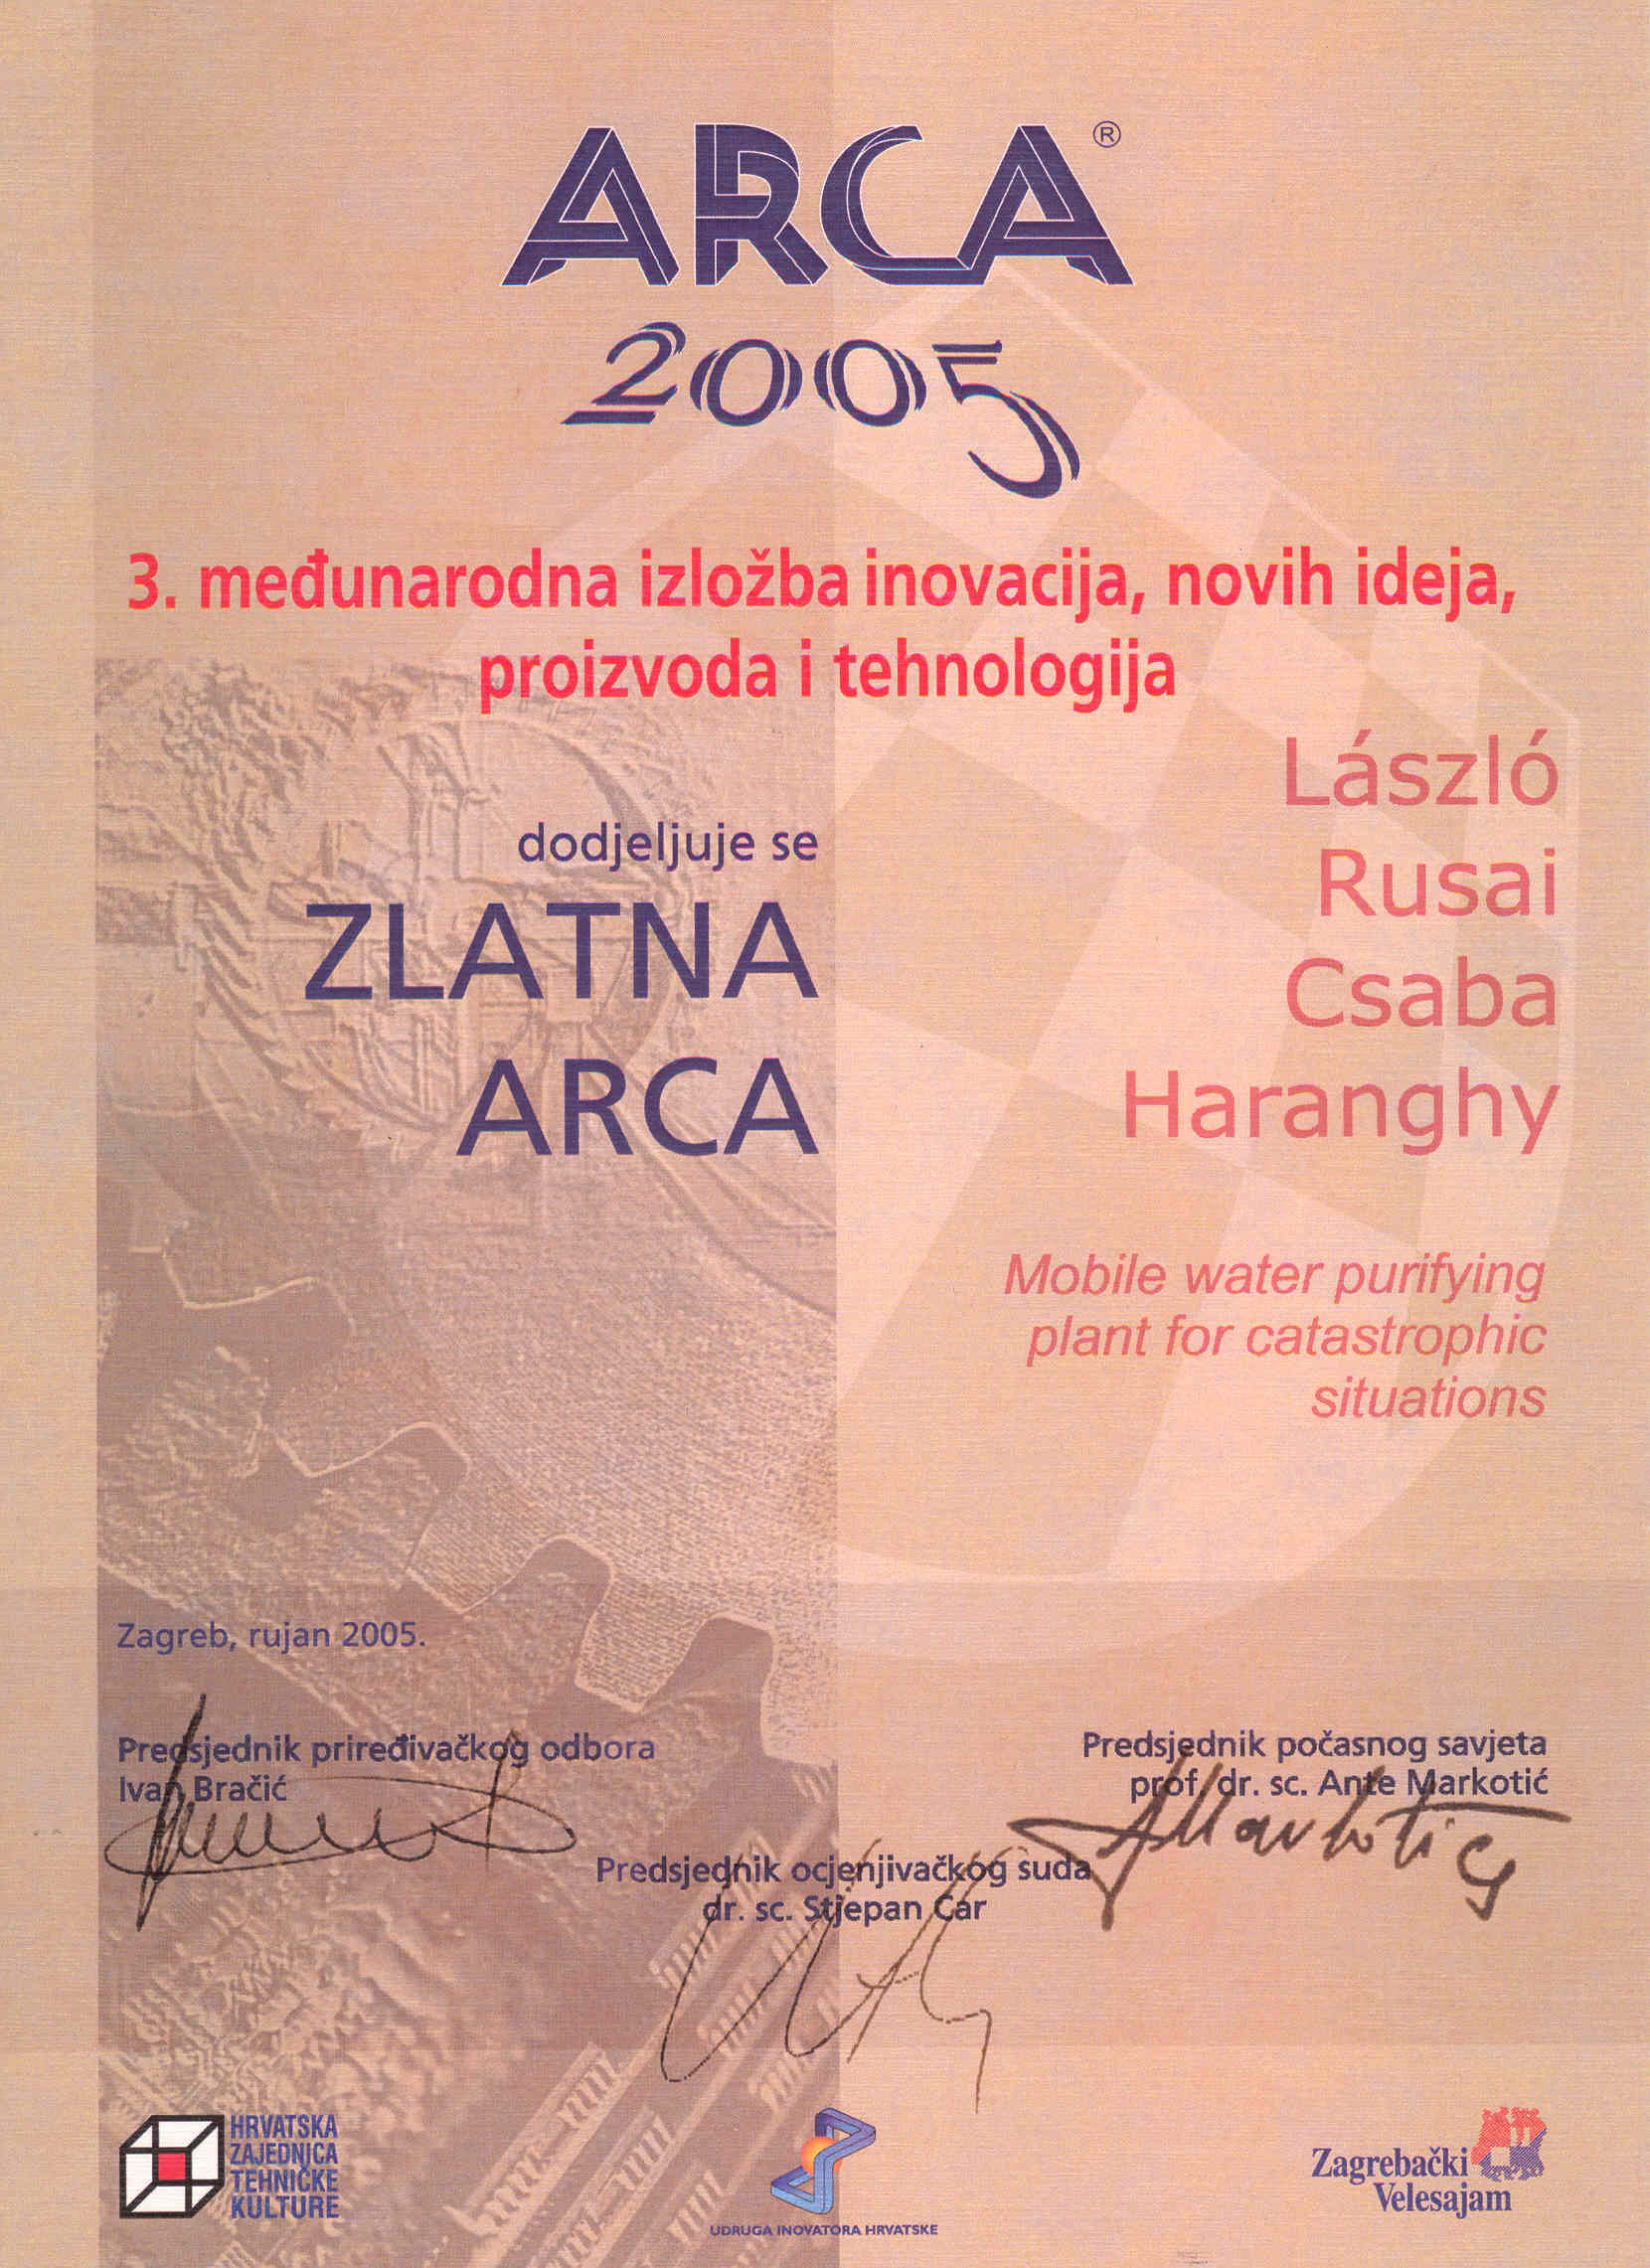 ARCA®
2005
3. međunarodna izložba inovacija, novih ideja,
proizvoda i tehnologija
dodjeljuje se
ZLATNA
ARCA
László
Rusai
Csaba
Haranghy
Mobile water purifying
plant for catastrophic
situations
Zagreb, rujan 2005.
Predsjednik priređivačkog odbora
Ivan Bračić
Predsjednik počasnog savjeta
prof. dr. sc. Ante Markotić
Predsjednik ocjenjivačkog suda
dr. sc. Stjepan Car
HRVATSKA
ZAJEDNICA
TEHNIČKE
KULTURE
UDRUGA INOVATORA HRVATSKE
Zagrebački
Velesajam